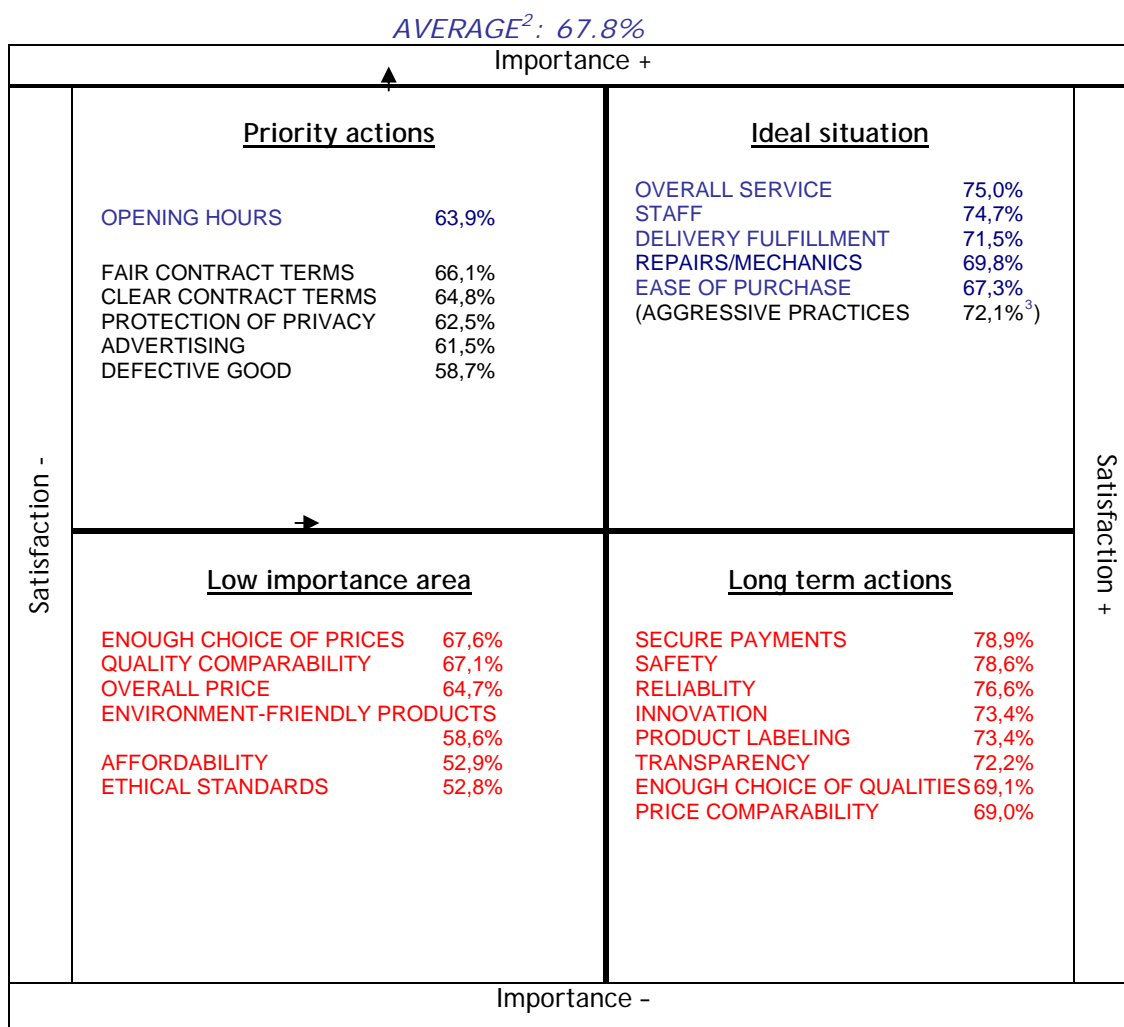 AVERAGE2: 67.8%
Importance +
Satisfaction -
Priority actions
OPENING HOURS 63,9%
FAIR CONTRACT TERMS 66,1%
CLEAR CONTRACT TERMS 64,8%
PROTECTION OF PRIVACY 62,5%
ADVERTISING 61,5%
DEFECTIVE GOOD 58,7%
Ideal situation
OVERALL SERVICE 75,0%
STAFF 74,7%
DELIVERY FULFILLMENT 71,5%
REPAIRS/MECHANICS 69,8%
EASE OF PURCHASE 67,3%
(AGGRESSIVE PRACTICES 72,1%3)
Low importance area
ENOUGH CHOICE OF PRICES 67,6%
QUALITY COMPARABILITY 67,1%
OVERALL PRICE 64,7%
ENVIRONMENT-FRIENDLY PRODUCTS
58,6%
AFFORDABILITY 52,9%
ETHICAL STANDARDS 52,8%
Long term actions
SECURE PAYMENTS 78,9%
SAFETY 78,6%
RELIABLITY 76,6%
INNOVATION 73,4%
PRODUCT LABELING 73,4%
TRANSPARENCY 72,2%
ENOUGH CHOICE OF QUALITIES 69,1%
PRICE COMPARABILITY 69,0%
Satisfaction +
Importance –